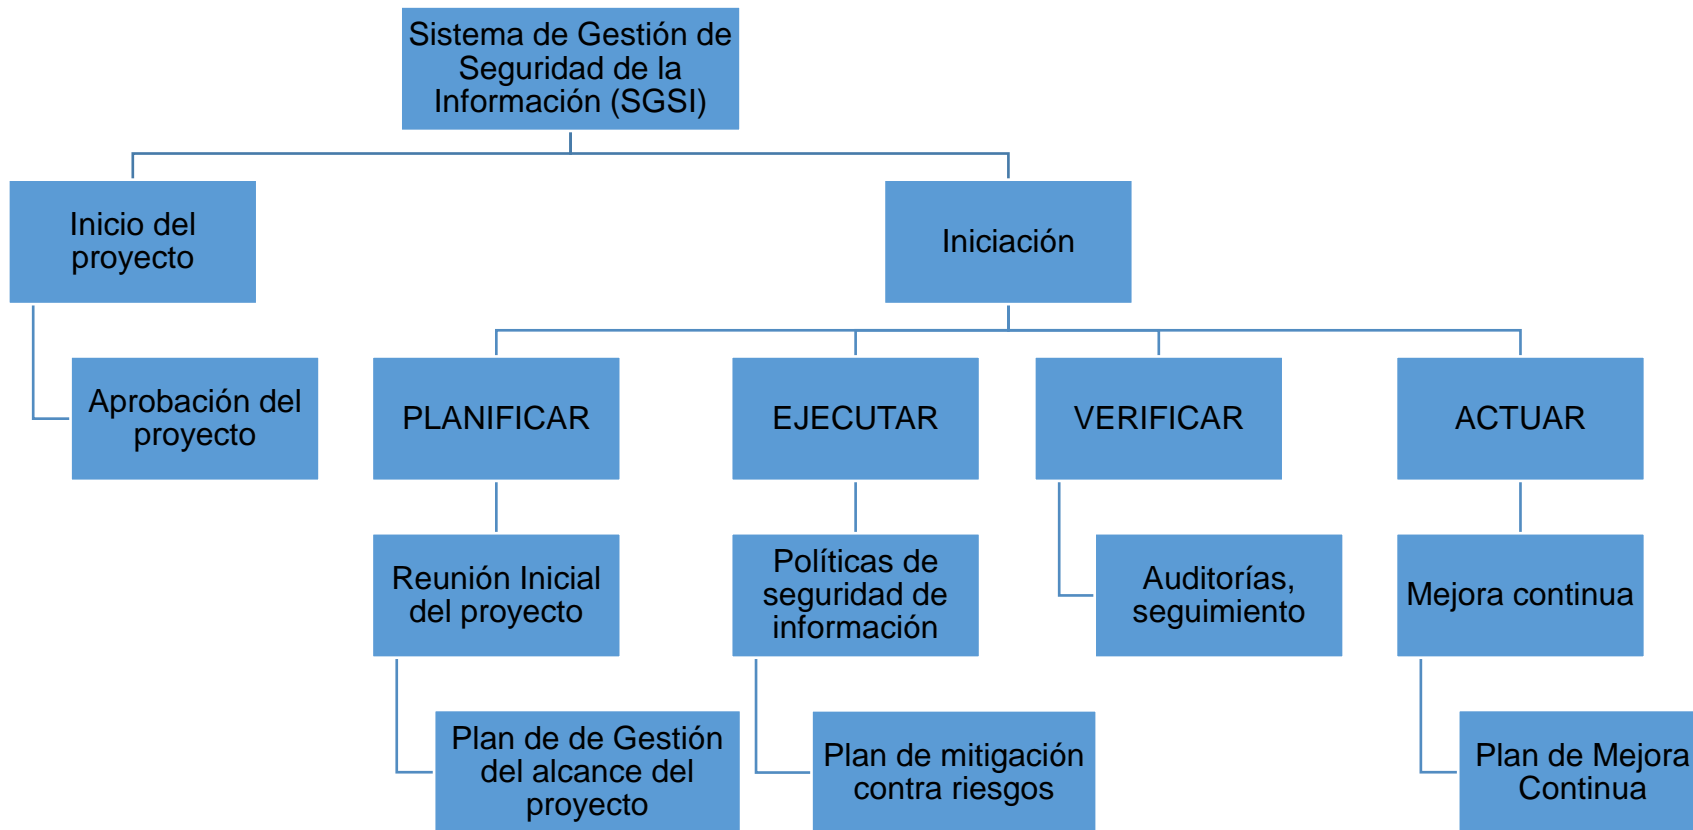 Sistema de Gestión de
Seguridad de la
Información (SGSI)
Inicio del
proyecto
Iniciación
Aprobación del
proyecto
PLANIFICAR
EJECUTAR
VERIFICAR
ACTUAR
Reunión Inicial
del proyecto
Políticas de
seguridad de
información
Auditorías,
seguimiento
Mejora continua
Plan de de Gestión
del alcance del
proyecto
Plan de mitigación
contra riesgos
Plan de Mejora
Continua